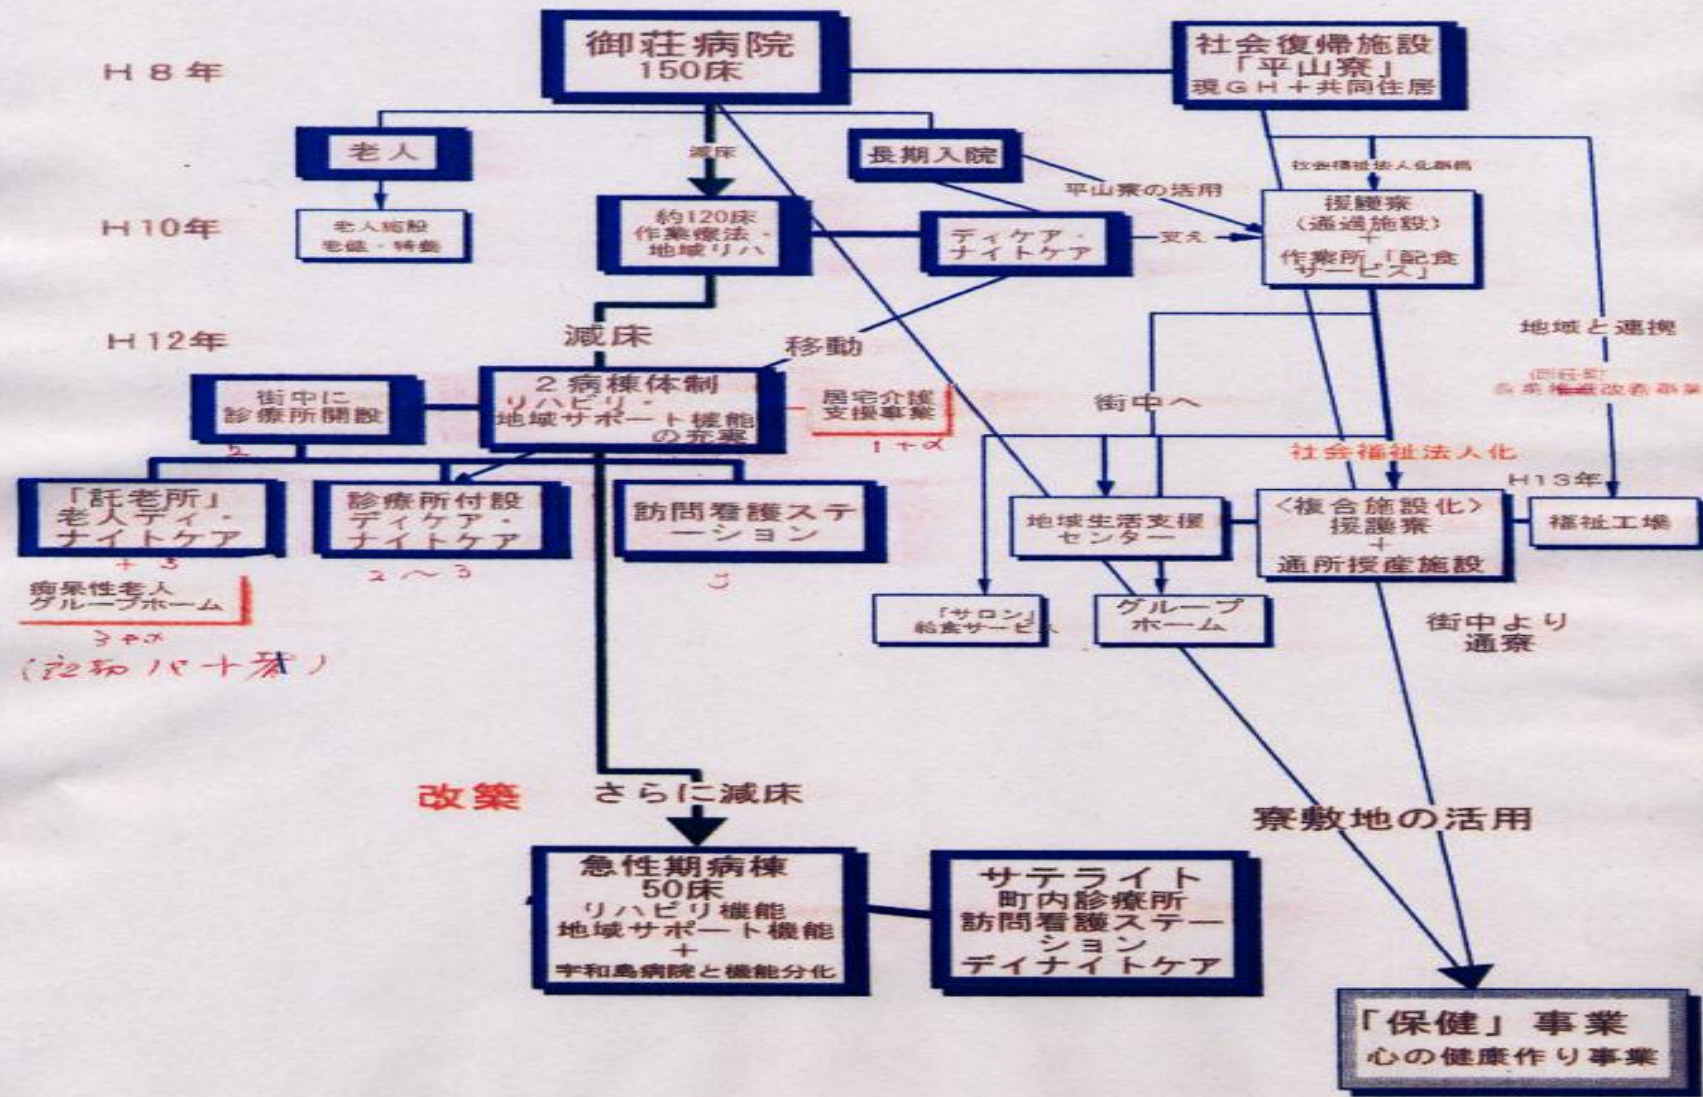 御荘病院
150床
社会復帰施設
「平山寮」
現GH+共同住居
H8年
老人
減床
長期入院
平山寮の活用
H10年
老人施設
老健・特養
約120床
作業療法・
地域リハ
ディケア・
ナイトケア
支え
援護寮
(通過施設)
+
作業所「配食
サービス」
H12年
減床
移動
地域と連携
街中に
診療所開設
2病棟体制
リハビリ・
地域サポート機能
の充実
居宅介護
支援事業
1+α
街中へ
社会福祉法人化
H13年
「託老所」
老人ディ・
ナイトケア
診療所付設
ディケア・
ナイトケア
訪問看護ステ
ーション
地域生活支援
センター
<複合施設化>
援護寮
+
通所授産施設
福祉工場
+3
2~3
痴呆性老人
グループホーム
3+α
「サロン」
給食サービス
グループ
ホーム
街中より
通寮
改築
さらに減床
寮敷地の活用
急性期病棟
50床
リハビリ機能
地域サポート機能
+
宇和島病院と機能分化
サテライト
町内診療所
訪問看護ステー
ション
デイナイトケア
「保健」事業
心の健康作り事業